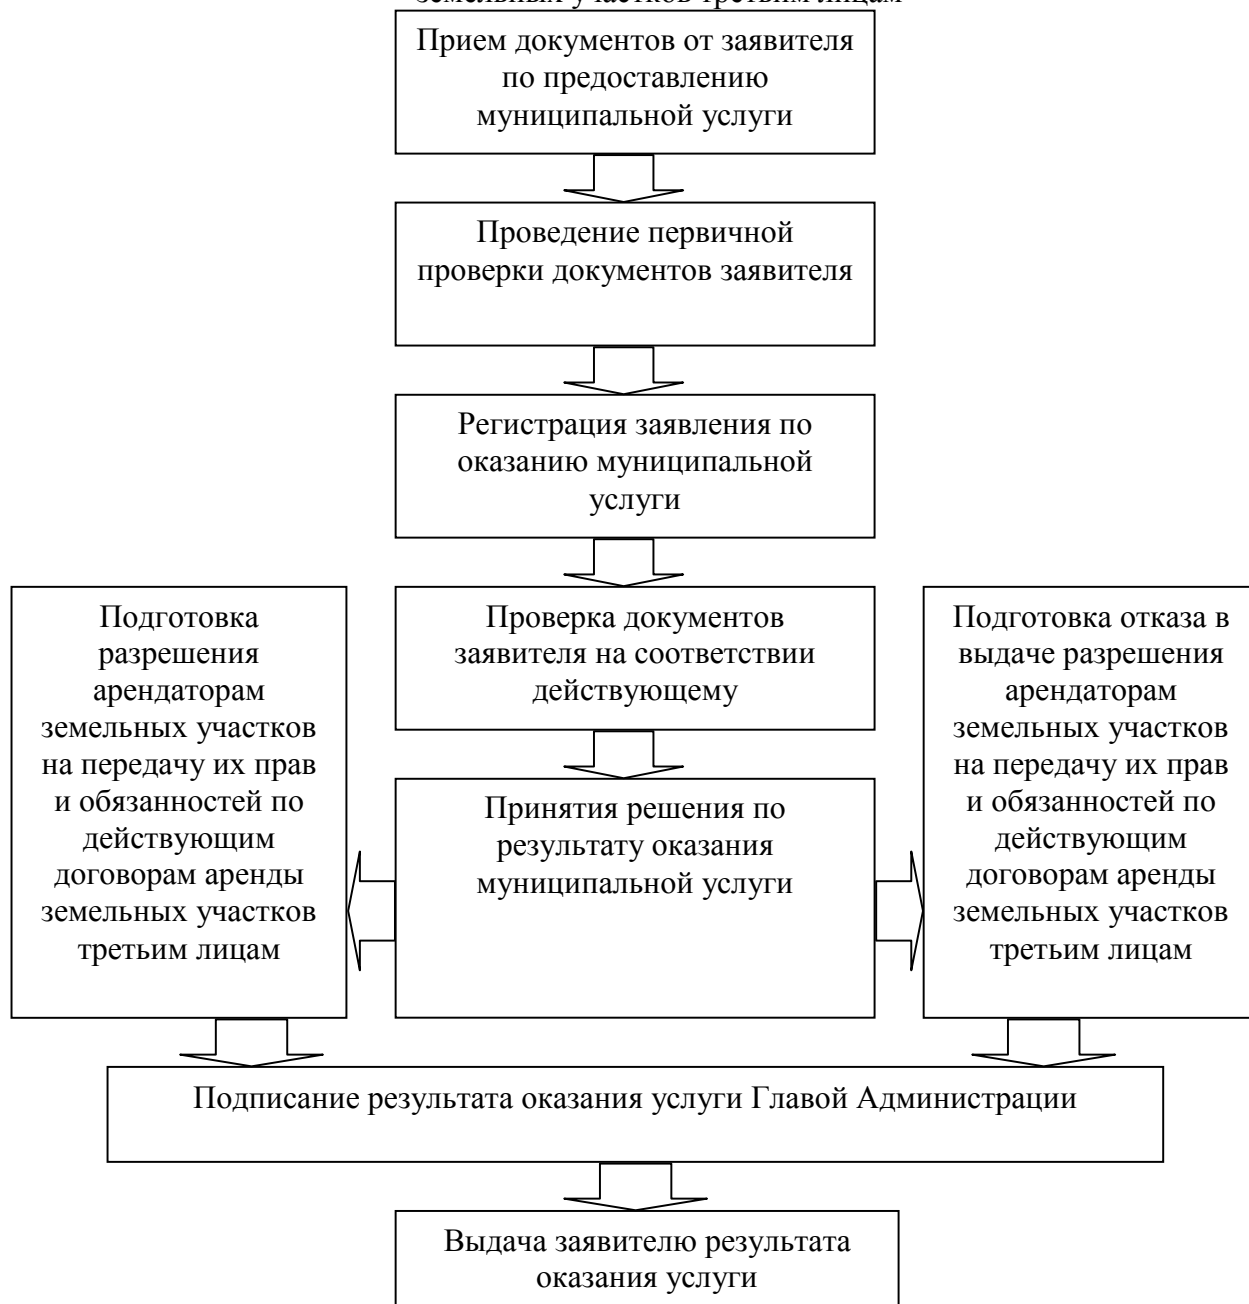 земельных участков третьим лицам
Прием документов от заявителя
по предоставлению
муниципальной услуги
Проведение первичной
проверки документов заявителя
Регистрация заявления по
оказанию муниципальной
услуги
Подготовка
разрешения
арендаторам
земельных участков
на передачу их прав
и обязанностей по
действующим
договорам аренды
земельных участков
третьим лицам
Проверка документов
заявителя на соответствии
действующему
Принятия решения по
результату оказания
муниципальной услуги
Подготовка отказа в
выдаче разрешения
арендаторам
земельных участков
на передачу их прав
и обязанностей по
действующим
договорам аренды
земельных участков
третьим лицам
Подписание результата оказания услуги Главой Администрации
Выдача заявителю результата
оказания услуги